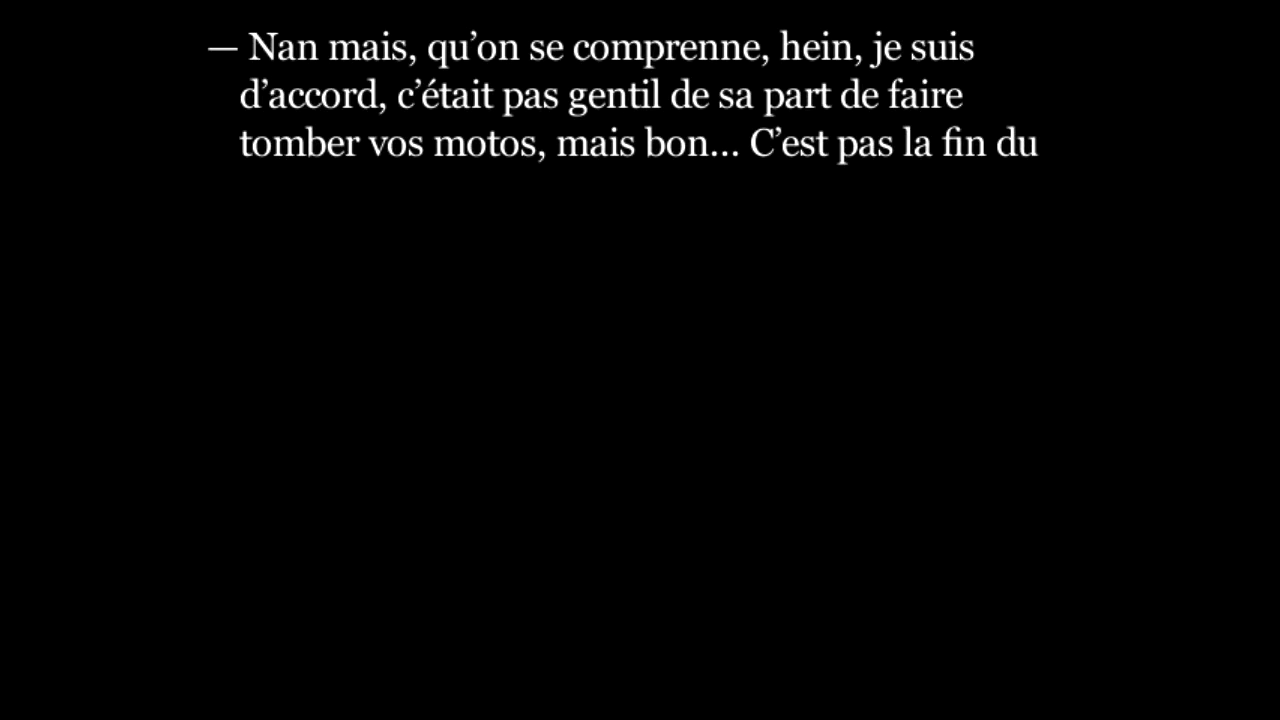 — Nan mais, qu’on se comprenne, hein, je suis
d’accord, c’était pas gentil de sa part de faire
tomber vos motos, mais bon... C’est pas la fin du